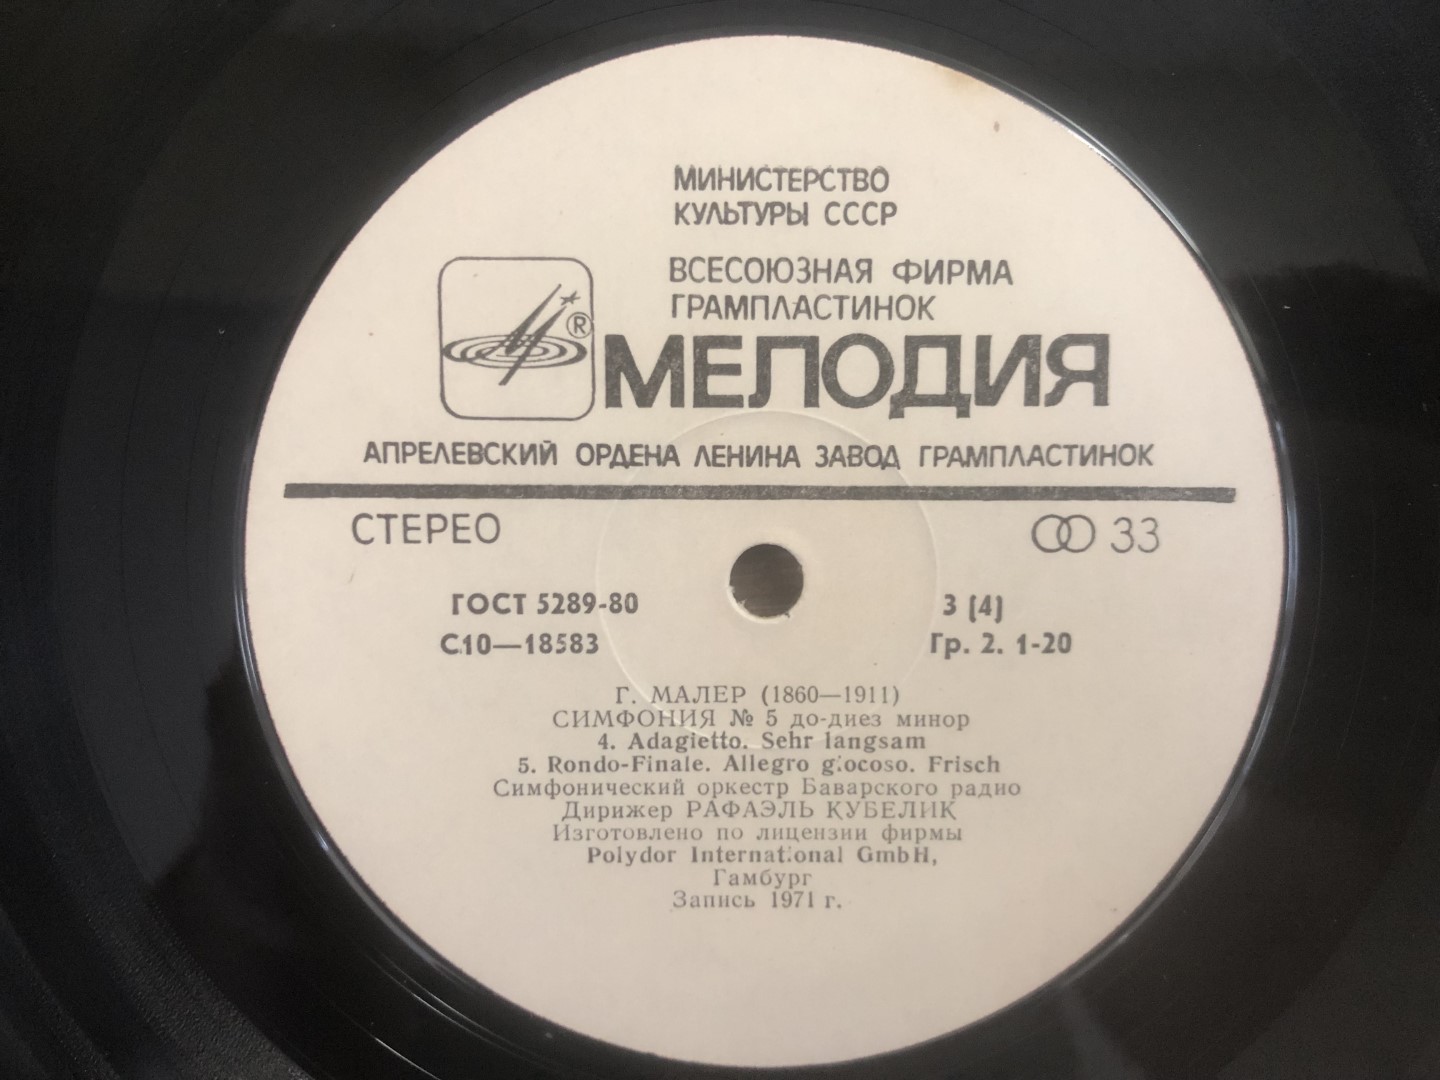 МИНИСТЕРСТВО
КУЛЬТУРЫ СССР
ВСЕСОЮЗНАЯ ФИРМА
ГРАМПЛАСТИНОК
®
МЕЛОДИЯ
АПРЕЛЕВСКИЙ ОРДЕНА ЛЕНИНА ЗАВОД ГРАМПЛАСТИНОК
СТЕРЕО 33
ГОСТ 5289-80 3 (4)
С10—18583 Гр. 2. 1-20
Г. МАЛЕР (1860—1911)
СИМФОНИЯ № 5 до-диез минор
4. Adagietto. Sehr langsam
5. Rondo-Finale. Allegro giocoso. Frisch
Симфонический оркестр Баварского радио
Дирижер РАФАЭЛЬ КУБЕЛИК
Изготовлено по лицензии фирмы
Polydor International GmbH,
Гамбург
Запись 1971 г.